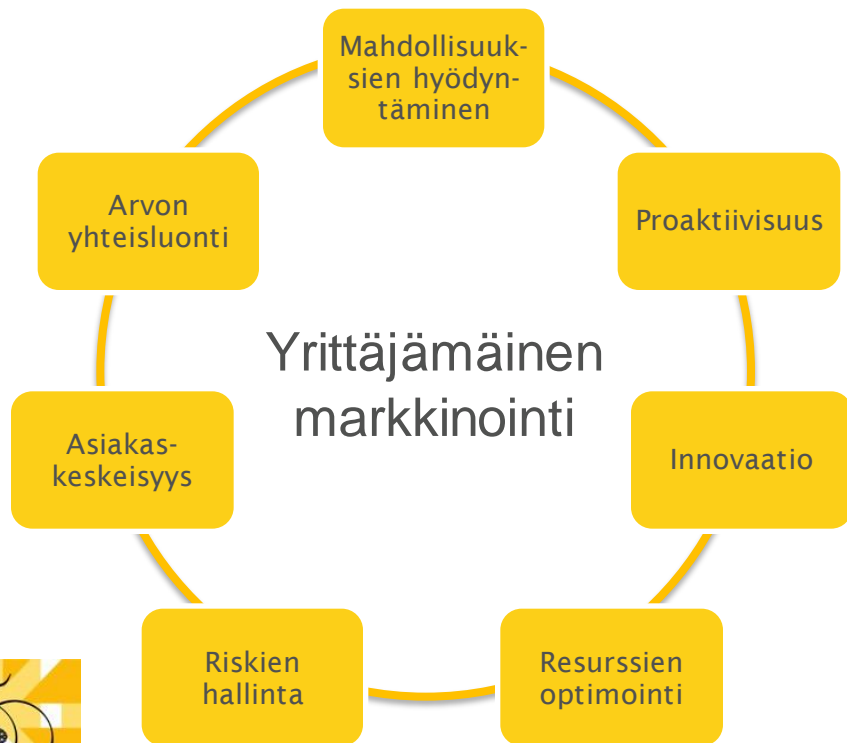 Mahdollisuuk-
sien hyödyn-
täminen
Proaktiivisuus
Innovaatio
Resurssien
optimointi
Riskien
hallinta
Asiakas-
keskeisyys
Arvon
yhteisluonti
Yrittäjämäinen
markkinointi